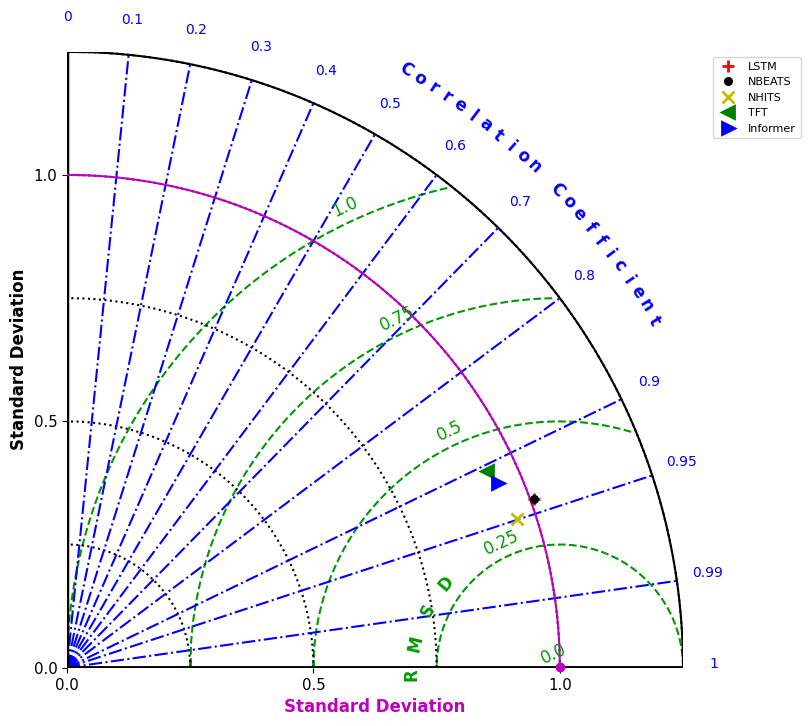 0
0.1
0.2
0.3
0.4
0.5
0.6
0.7
0.8
0.9
0.95
0.99
1
Correlation Coefficient
LSTM
NBEATS
NHITS
TFT
Informer
1.0
0.75
0.5
0.25
0.0
RMSD
Standard Deviation
1.0
0.5
0.0
0.0
0.5
1.0
Standard Deviation